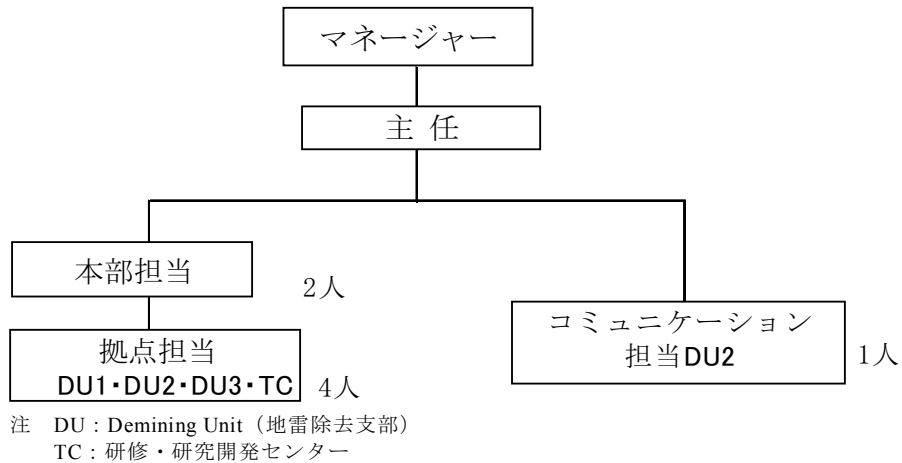 マネージャー
主 任
本部担当
2人
拠点担当
DU1・DU2・DU3・TC
4人
コミュニケーション
担当DU2
1人
注 DU：Demining Unit（地雷除去支部）
TC：研修・研究開発センター